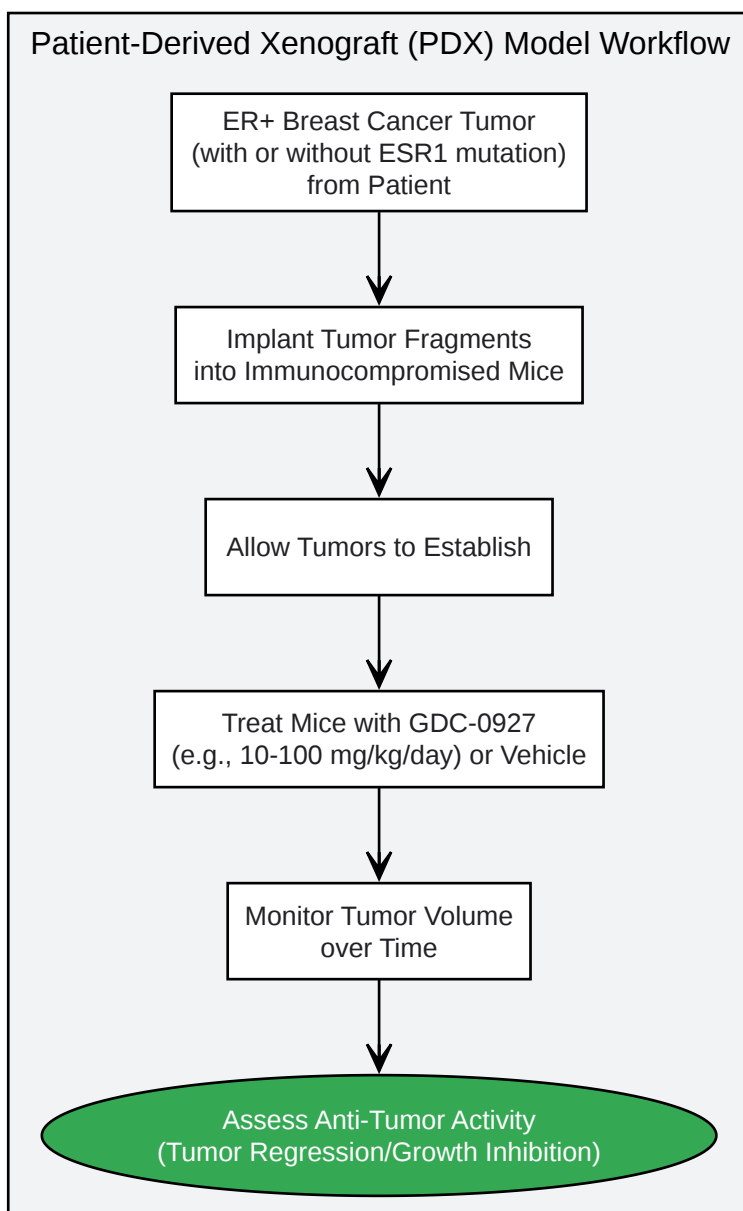 Patient-Derived Xenograft (PDX) Model Workflow
ER+ Breast Cancer Tumor
(with or without ESR1 mutation)
from Patient
Implant Tumor Fragments
into Immunocompromised Mice
Allow Tumors to Establish
Treat Mice with GDC-0927
(e.g., 10-100 mg/kg/day) or Vehicle
Monitor Tumor Volume
over Time
Assess Anti-Tumor Activity
(Tumor Regression/Growth Inhibition)